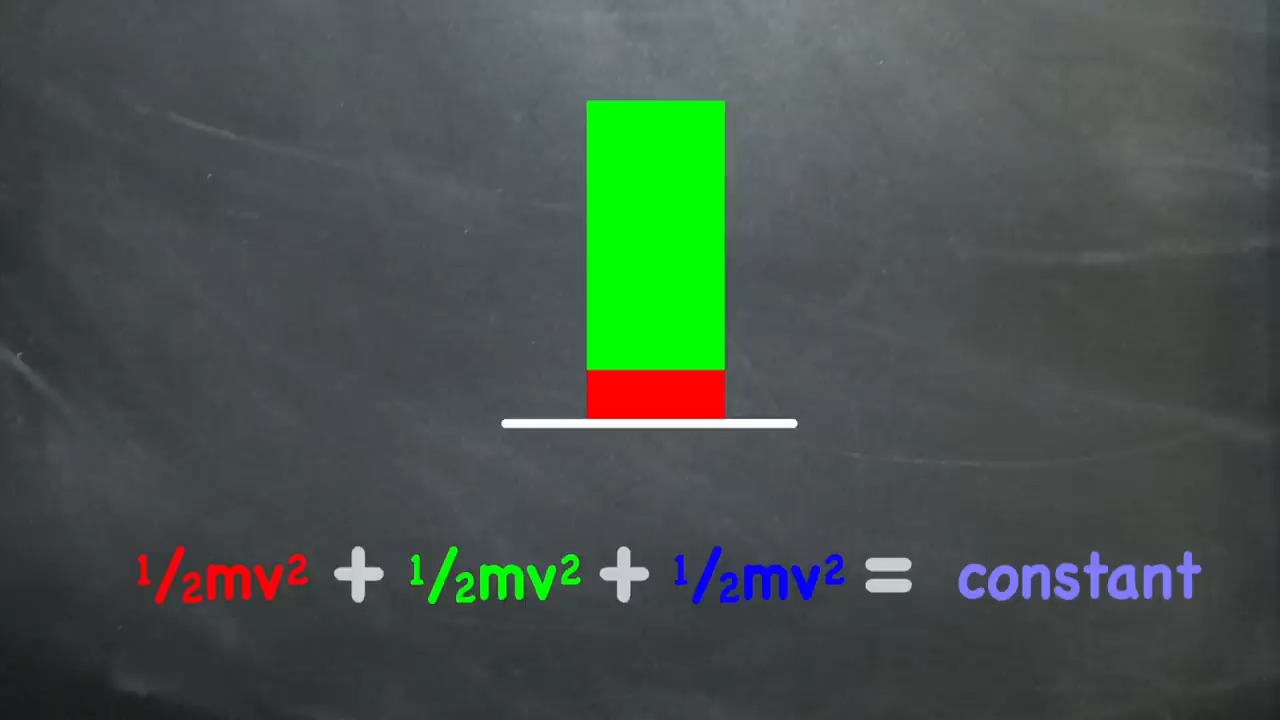 ½mv² + ½mv² + ½mv² = constant